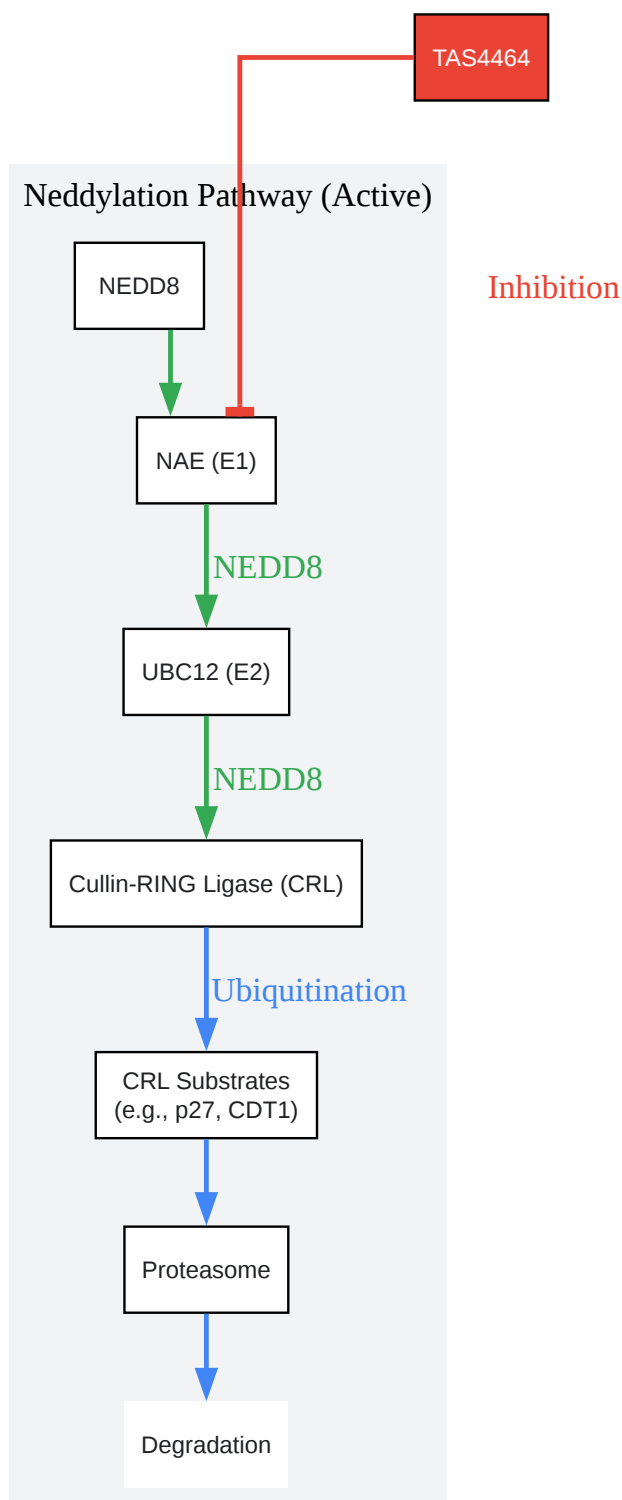 TAS4464
Neddylation Pathway (Active)
NEDD8
Inhibition
NAE (E1)
NEDD8
UBC12 (E2)
NEDD8
Cullin-RING Ligase (CRL)
Ubiquitination
CRL Substrates
(e.g., p27, CDT1)
Proteasome
Degradation